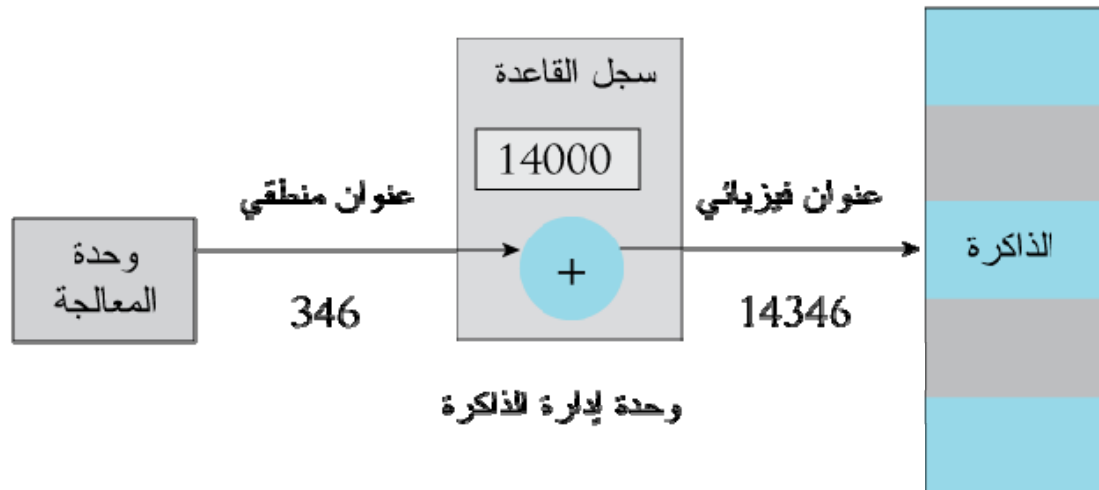 سجل القاعدة
14000
عنوان منطقي
عنوان فيزيائي
وحدة
المعالجة
+
الذاكرة
346
14346
وحدة إدارة الذاكرة